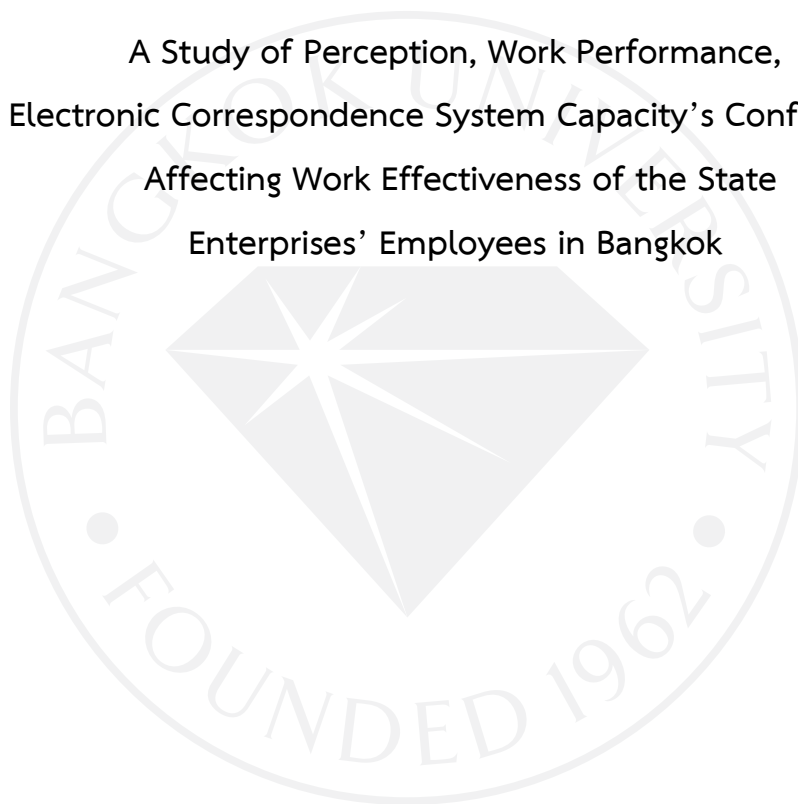 A Study of Perception, Work Performance,
Electronic Correspondence System Capacity’s Conf
Affecting Work Effectiveness of the State
Enterprises’ Employees in Bangkok
BANGKOK UNIVERSITY
• FOUNDED 1962 •